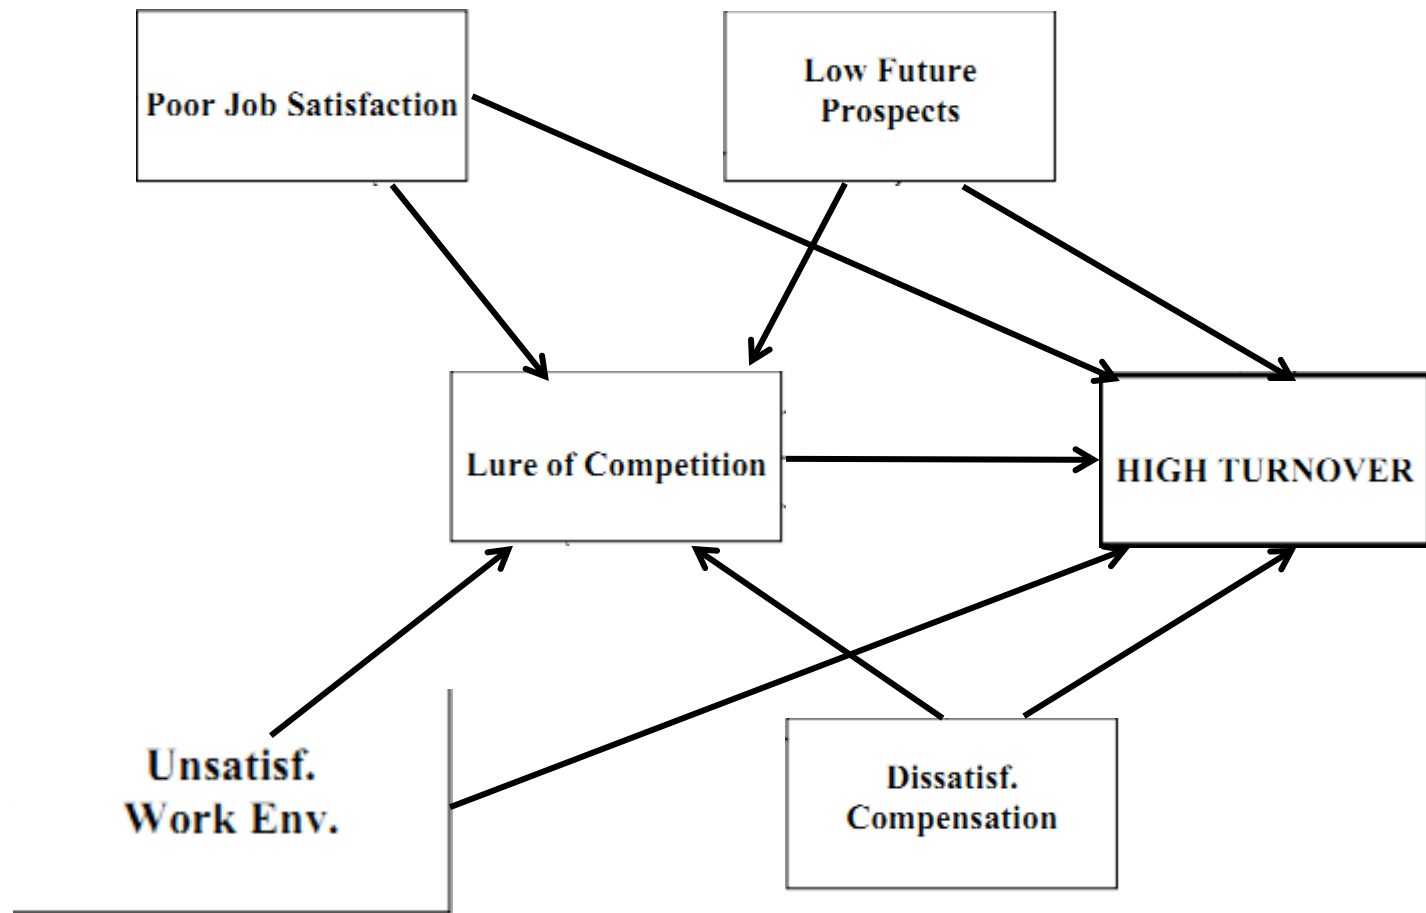 Poor Job Satisfaction
Low Future
Prospects
Lure of Competition
HIGH TURNOVER
Unsatisf.
Work Env.
Dissatisf.
Compensation